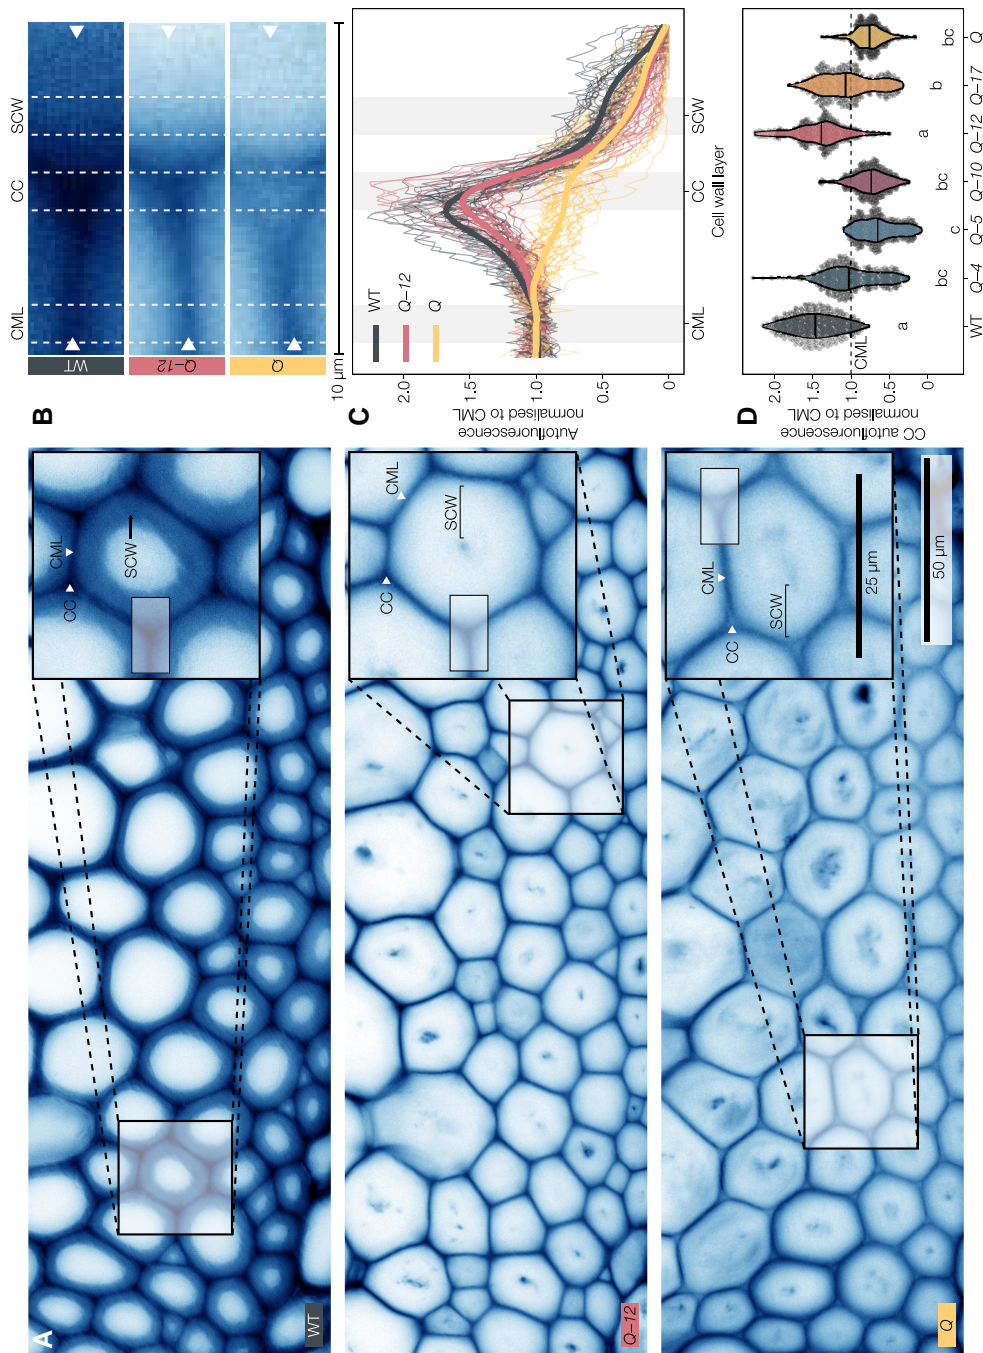 A
WT
CC
CML
SCW
Q–12
CC
CML
SCW
Q
CC
CML
SCW
25 µm
50 µm
B
CML
CC
SCW
WT
Q–12
Q
10 µm
C
Autofluorescence
normalised to CML
2.0
1.5
1.0
0.5
0
WT
Q–12
Q
CML
CC
SCW
Cell wall layer
D
CC autofluorescence
normalised to CML
2.0
1.5
1.0
0.5
0
CML
a
bc
c
bc
a
b
bc
WT
Q–4
Q–5
Q–10
Q–12
Q–17
Q